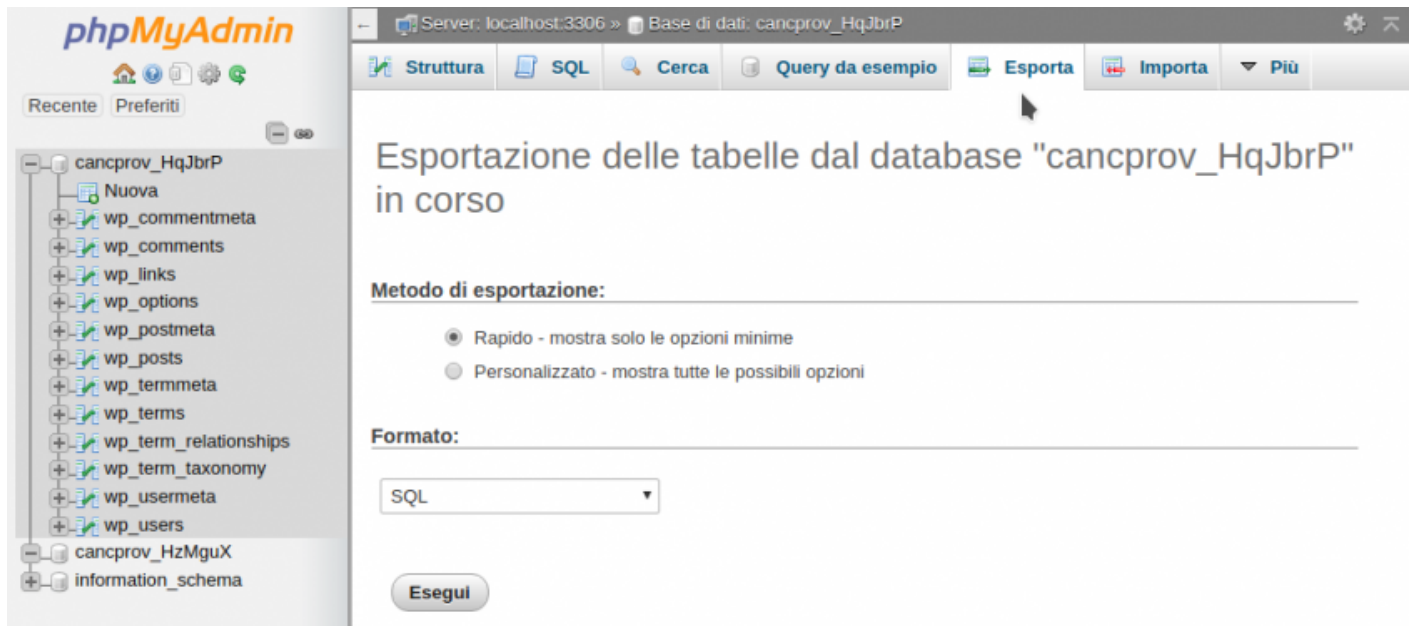 phpMyAdmin
Recente Preferiti
cancprov_HqJbrP
Nuova
wp_commentmeta
wp_comments
wp_links
wp_options
wp_postmeta
wp_posts
wp_termmeta
wp_terms
wp_term_relationships
wp_term_taxonomy
wp_usermeta
wp_users
cancprov_HzMguX
information_schema
Server: localhost:3306 » Base di dati: cancprov_HqJbrP
Struttura SQL Cerca Query da esempio Esporta Importa Più
Esportazione delle tabelle dal database "cancprov_HqJbrP"
in corso
Metodo di esportazione:
Rapido - mostra solo le opzioni minime
Personalizzato - mostra tutte le possibili opzioni
Formato:
SQL
Esegui